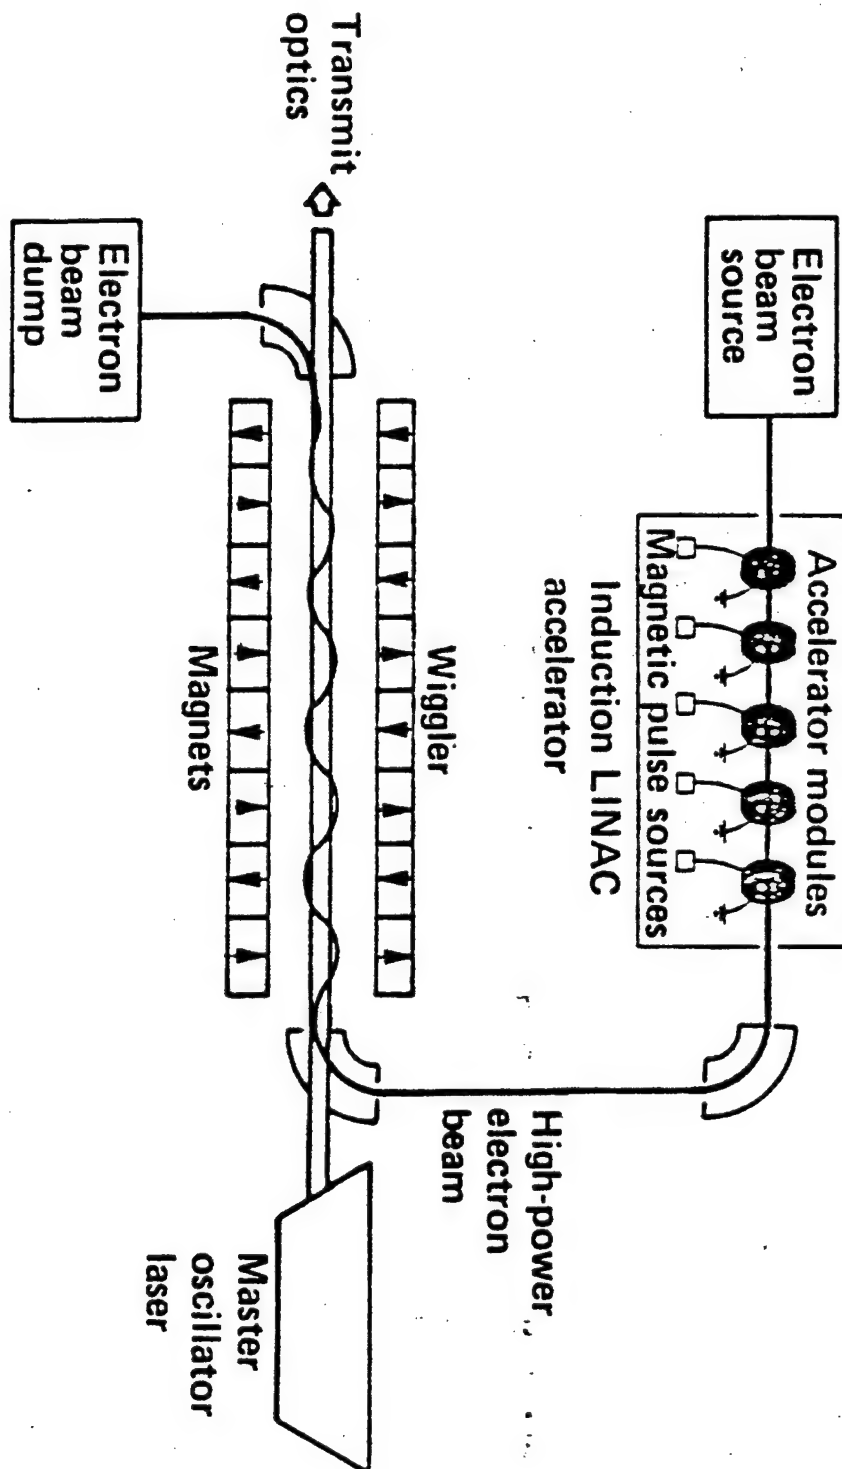 Electron
beam
source
Accelerator modules
Magnetic pulse sources
Induction LINAC
accelerator
High-power
electron
beam
Wiggler
Magnets
Transmit
optics
Electron
beam
dump
Master
oscillator
laser